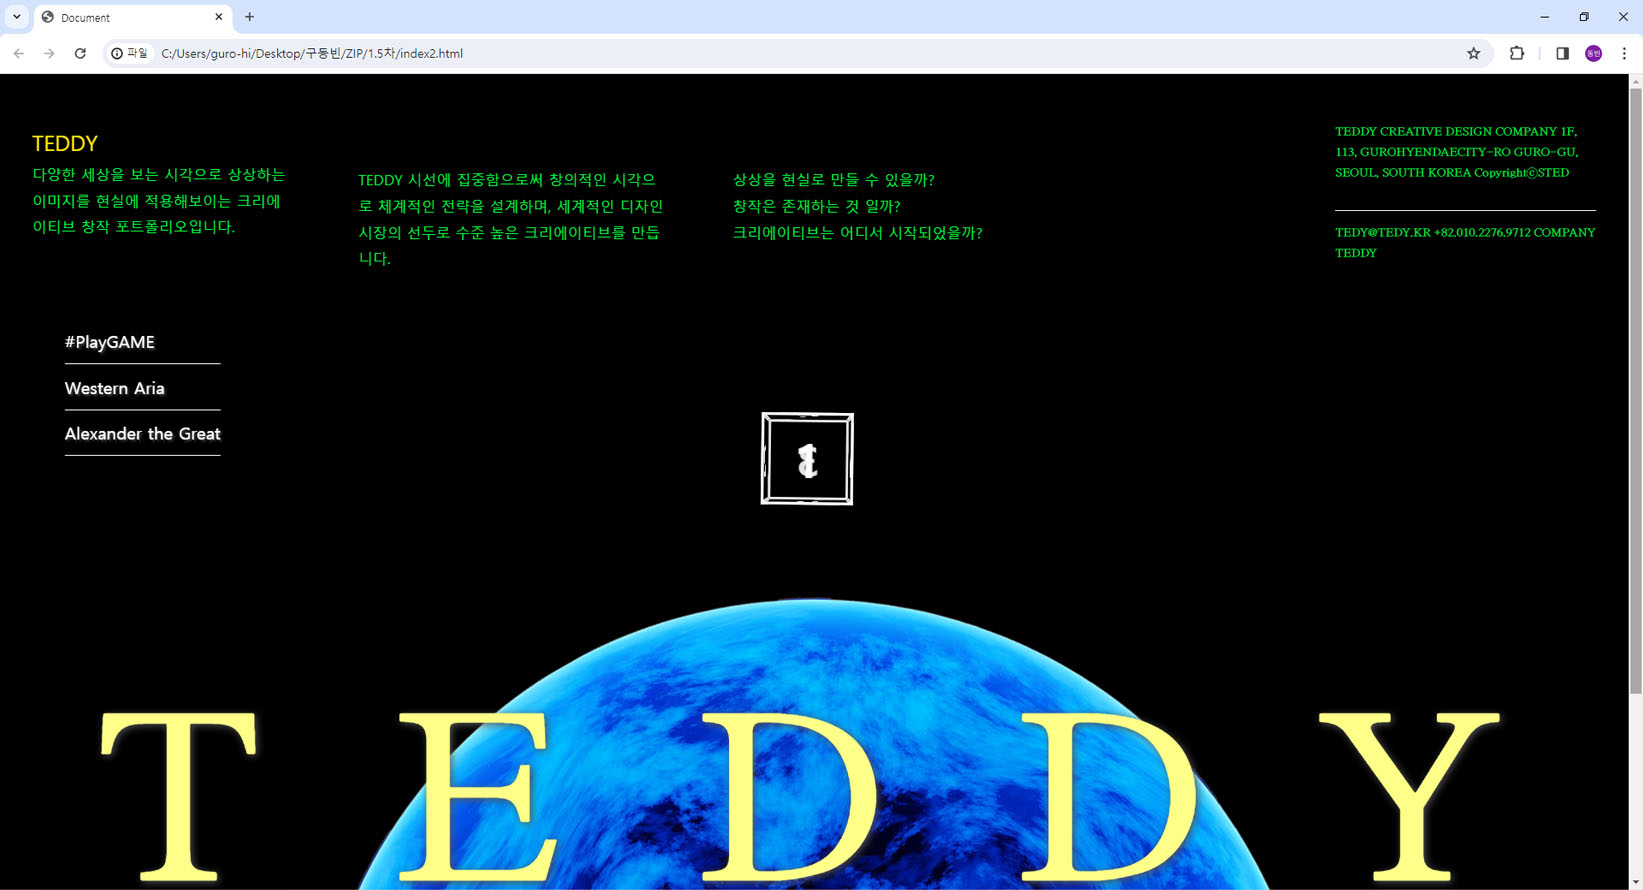 Document
파일
C:/Users/guro-hi/Desktop/구동빈/ZIP/1.5차/index2.html
동빈
TEDDY
다양한 세상을 보는 시각으로 상상하는
이미지를 현실에 적용해보이는 크리에
이티브 창작 포트폴리오입니다.
TEDDY 시선에 집중함으로써 창의적인 시각으
로 체계적인 전략을 설계하며, 세계적인 디자인
시장의 선두로 수준 높은 크리에이티브를 만듭
니다.
상상을 현실로 만들 수 있을까?
창작은 존재하는 것 일까?
크리에이티브는 어디서 시작되었을까?
TEDDY CREATIVE DESIGN COMPANY 1F,
113, GUROHYENDAECITY-RO GURO-GU,
SEOUL, SOUTH KOREA CopyrightⓒSTED
TEDY@TEDY.KR +82.010.2276.9712 COMPANY
TEDDY
#PlayGAME
Western Aria
Alexander the Great
TEDDY